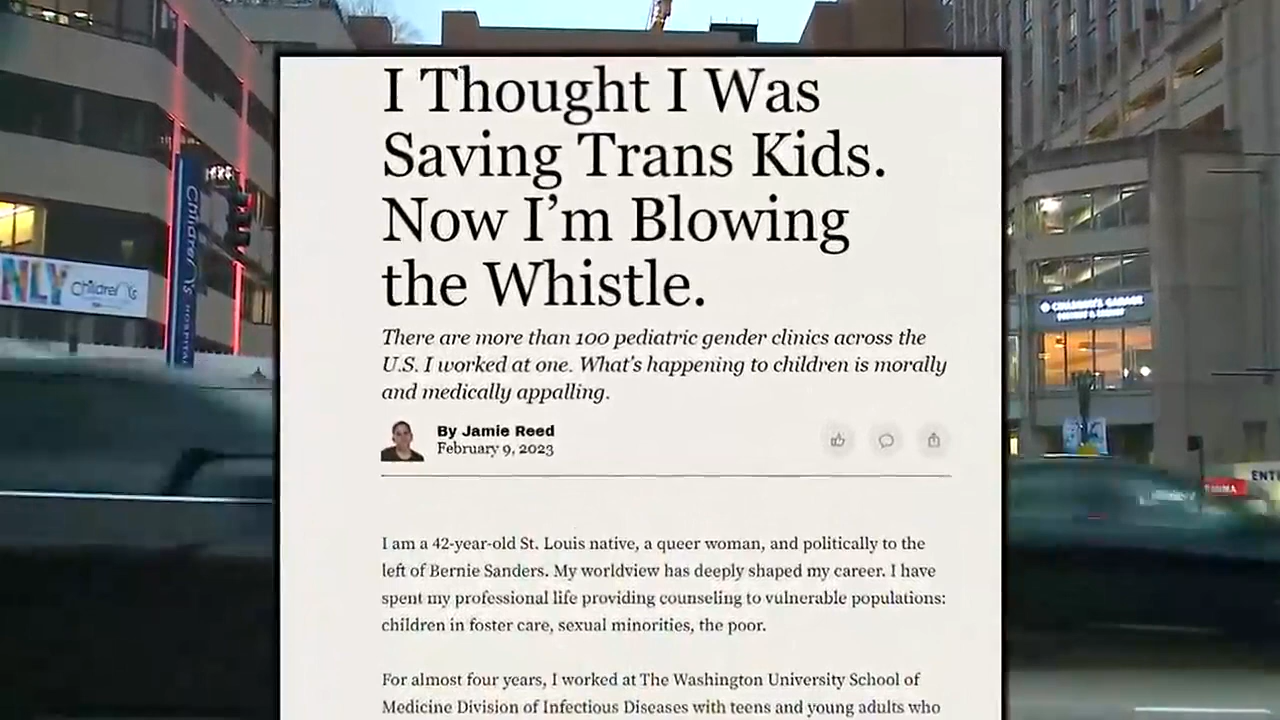 I Thought I Was
Saving Trans Kids.
Now I'm Blowing
the Whistle.
There are more than 100 pediatric gender clinics across the
U.S. I worked at one. What's happening to children is morally
and medically appalling.
By Jamie Reed
February 9, 2023
I am a 42-year-old St. Louis native, a queer woman, and politically to the
left of Bernie Sanders. My worldview has deeply shaped my career. I have
spent my professional life providing counseling to vulnerable populations:
children in foster care, sexual minorities, the poor.
For almost four years, I worked at The Washington University School of
Medicine Division of Infectious Diseases with teens and young adults who
NLY
Children's
Children's HOSPITAL
CHILDREN'S GARAGE
ENT